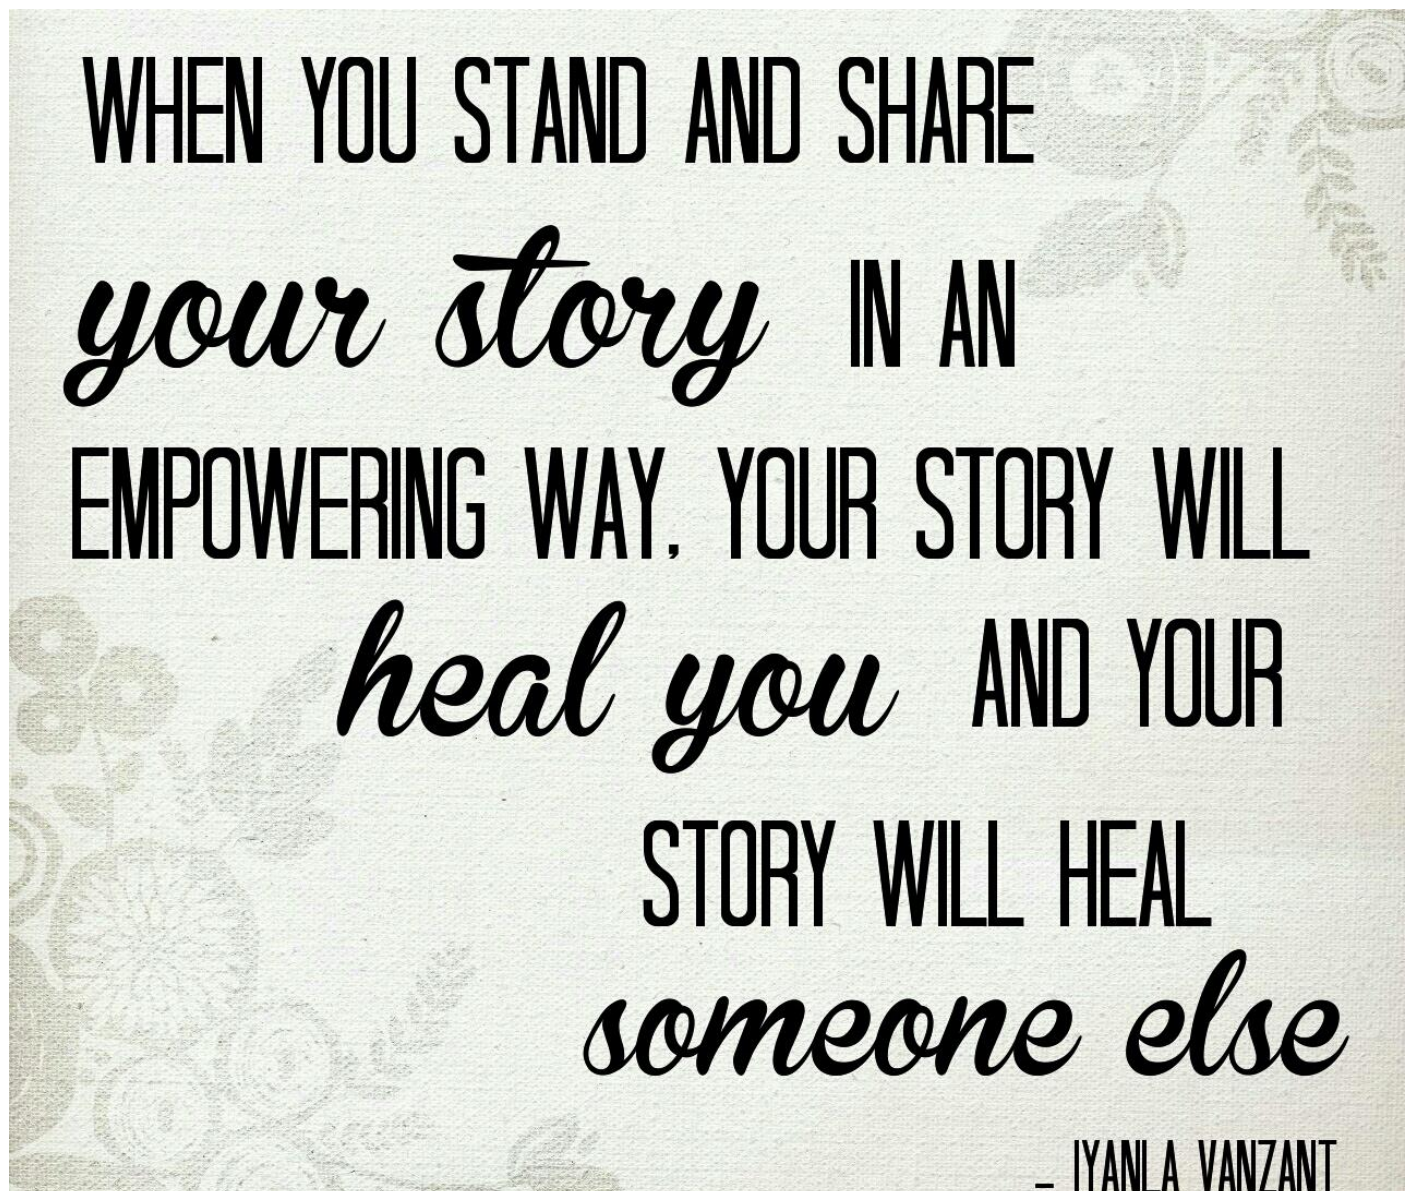 WHEN YOU STAND AND SHARE
your story IN AN
EMPOWERING WAY, YOUR STORY WILL
heal you AND YOUR
STORY WILL HEAL
someone else
- IYANLA VANZANT